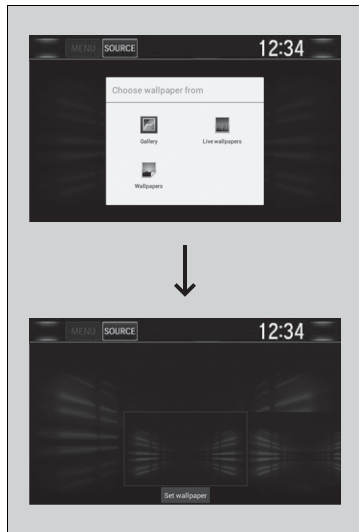 MENU SOURCE 12:34
Choose wallpaper from
Gallery Live wallpapers
Wallpapers
MENU SOURCE 12:34
Set wallpaper